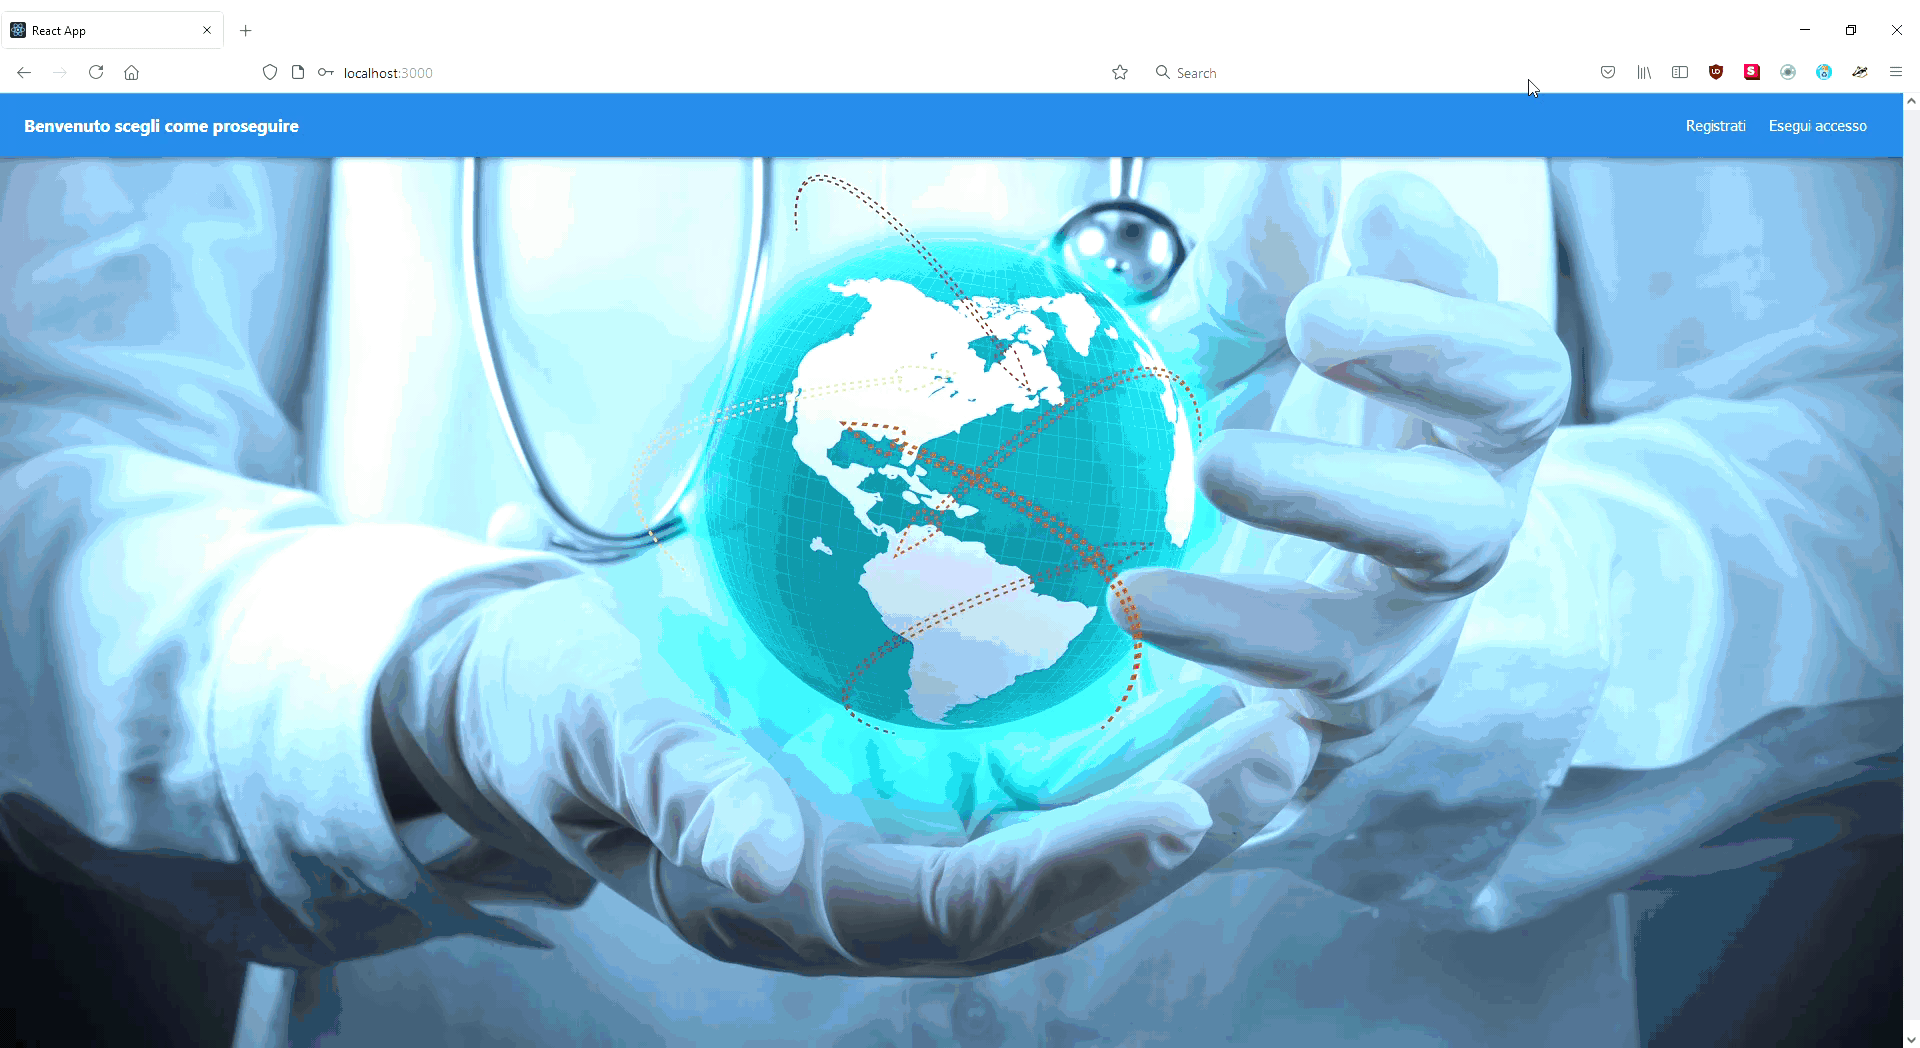 React App
localhost:3000
Search
Benvenuto scegli come proseguire
Registrati
Esegui accesso